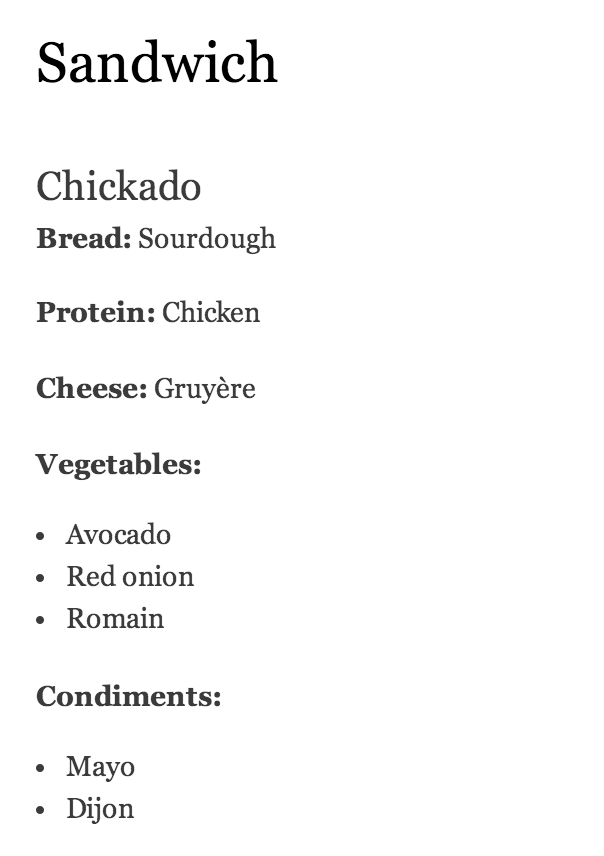 Sandwich
Chickado
Bread: Sourdough
Protein: Chicken
Cheese: Gruyère
Vegetables:
• Avocado
• Red onion
• Romain
Condiments:
• Mayo
• Dijon